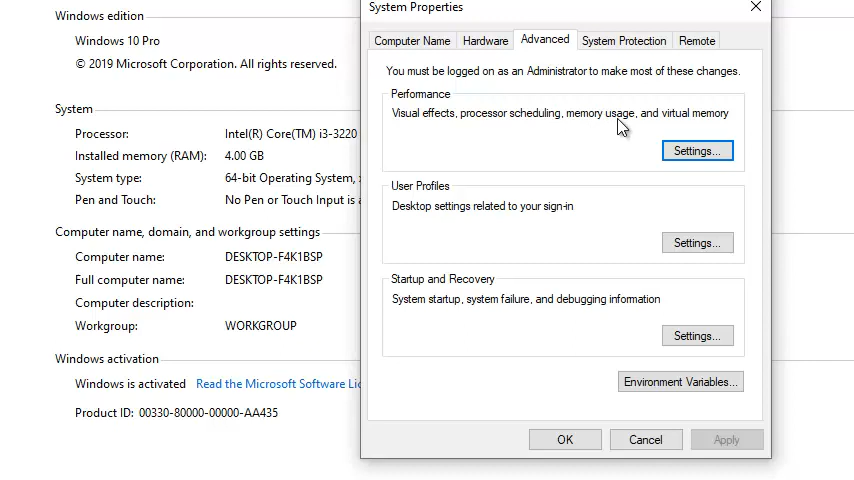 Windows edition
Windows 10 Pro
© 2019 Microsoft Corporation. All rights reserved.
System
Processor: Intel(R) Core(TM) i3-3220
Installed memory (RAM): 4.00 GB
System type: 64-bit Operating System,
Pen and Touch: No Pen or Touch Input is
Computer name, domain, and workgroup settings
Computer name: DESKTOP-F4K1BSP
Full computer name: DESKTOP-F4K1BSP
Computer description:
Workgroup: WORKGROUP
Windows activation
Windows is activated Read the Microsoft Software Lic
Product ID: 00330-80000-00000-AA435
System Properties
Computer Name Hardware Advanced System Protection Remote
You must be logged on as an Administrator to make most of these changes.
Performance
Visual effects, processor scheduling, memory usage, and virtual memory
Settings...
User Profiles
Desktop settings related to your sign-in
Settings...
Startup and Recovery
System startup, system failure, and debugging information
Settings...
Environment Variables...
OK Cancel Apply